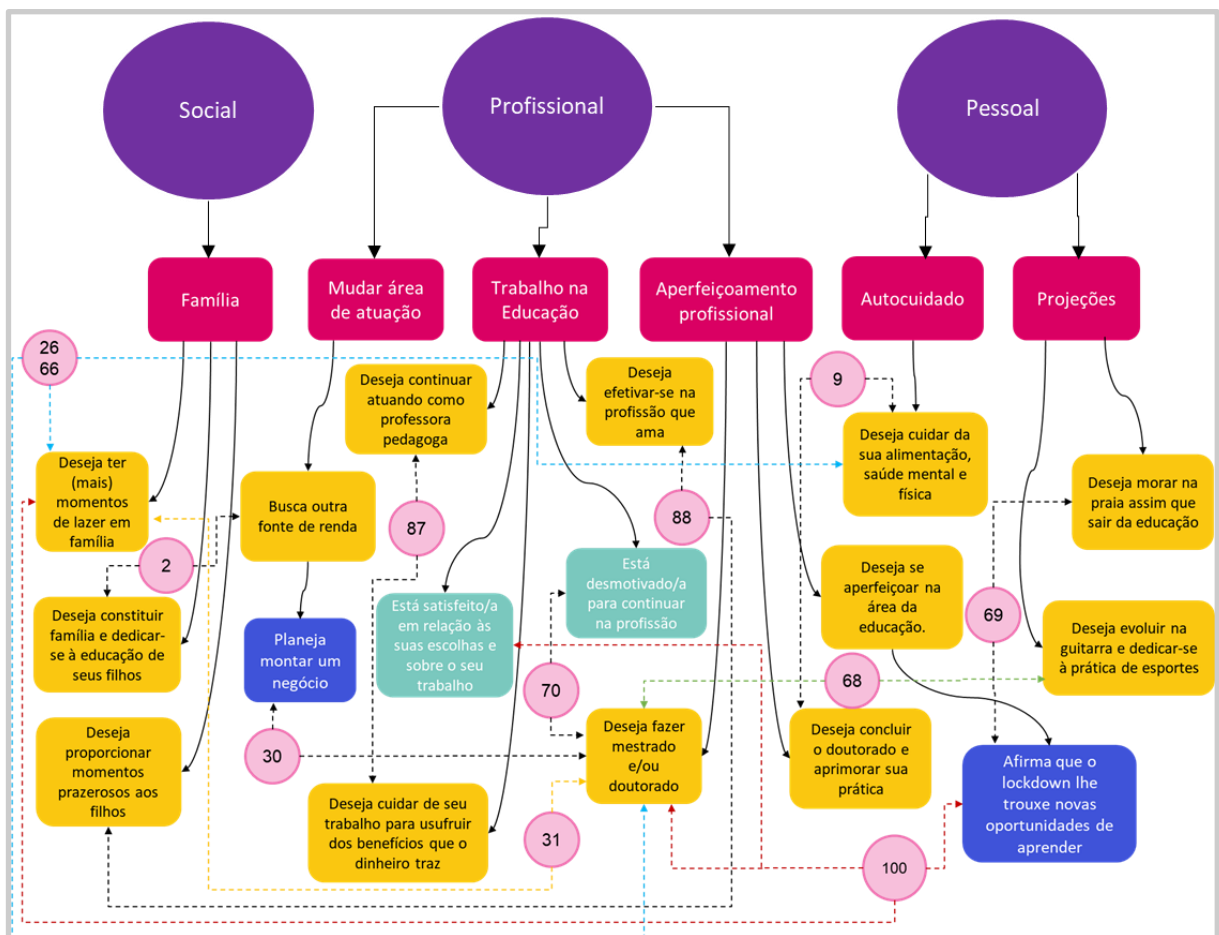 Social
Profissional
Pessoal
Família
Mudar área
de atuação
Trabalho na
Educação
Aperfeiçoamento
profissional
Autocuidado
Projeções
26
66
Deseja continuar
atuando como
professora
pedagoga
Deseja
efetivar-se na
profissão que
ama
9
Deseja cuidar da
sua alimentação,
saúde mental e
física
Deseja ter
(mais)
momentos
de lazer em
família
Busca outra
fonte de renda
87
88
Deseja morar na
praia assim que
sair da educação
2
Deseja constituir
família e dedicar-
se à educação de
seus filhos
Planeja
montar um
negócio
Está satisfeito/a
em relação às
suas escolhas e
sobre o seu
trabalho
Está
desmotivado/a
para continuar
na profissão
Deseja se
aperfeiçoar na
área da
educação.
69
Deseja evoluir na
guitarra e dedicar-se
à prática de esportes
68
70
30
Deseja
proporcionar
momentos
prazerosos aos
filhos
Deseja fazer
mestrado
e/ou
doutorado
Deseja concluir
o doutorado e
aprimorar sua
prática
Afirma que o
lockdown lhe
trouxe novas
oportunidades de
aprender
Deseja cuidar de seu
trabalho para usufruir
dos benefícios que o
dinheiro traz
31
100